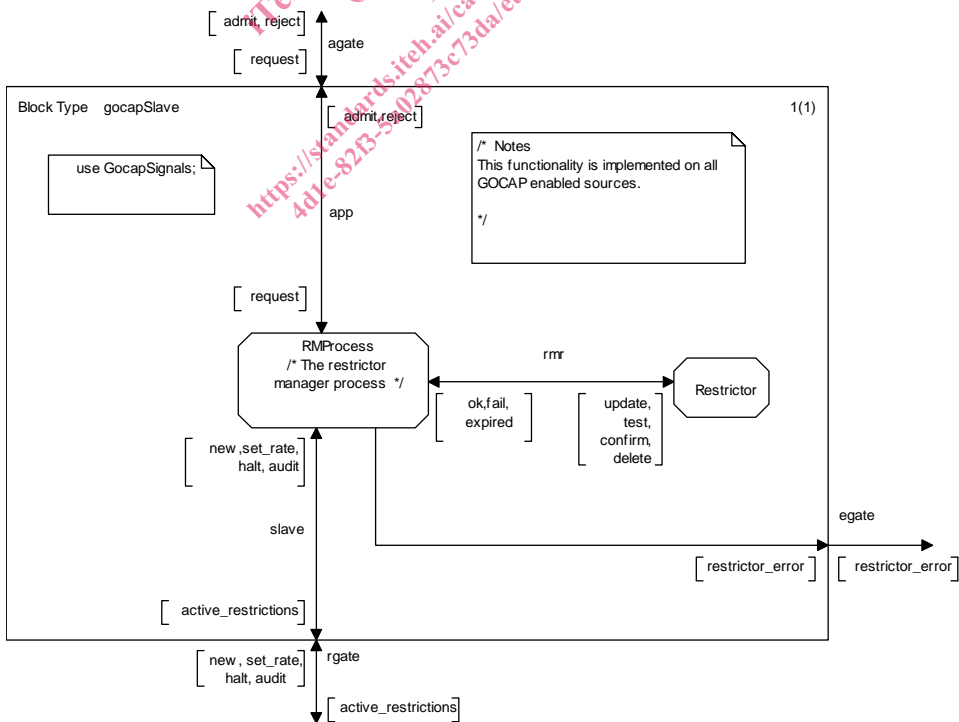 [ admit, reject ]
agate
[ request ]
Block Type gocapSlave
1(1)
[ admit,reject ]
use GocapSignals;
/* Notes
This functionality is implemented on all
GOCAP enabled sources.
*/
app
[ request ]
RMProcess
/* The restrictor
manager process */
rmr
Restrictor
[ ok,fail,
expired ]
[ update,
test,
confirm,
delete ]
[ new ,set_rate,
halt, audit ]
slave
egate
[ restrictor_error ]
[ restrictor_error ]
[ active_restrictions ]
rgate
[ new , set_rate,
halt, audit ]
[ active_restrictions ]